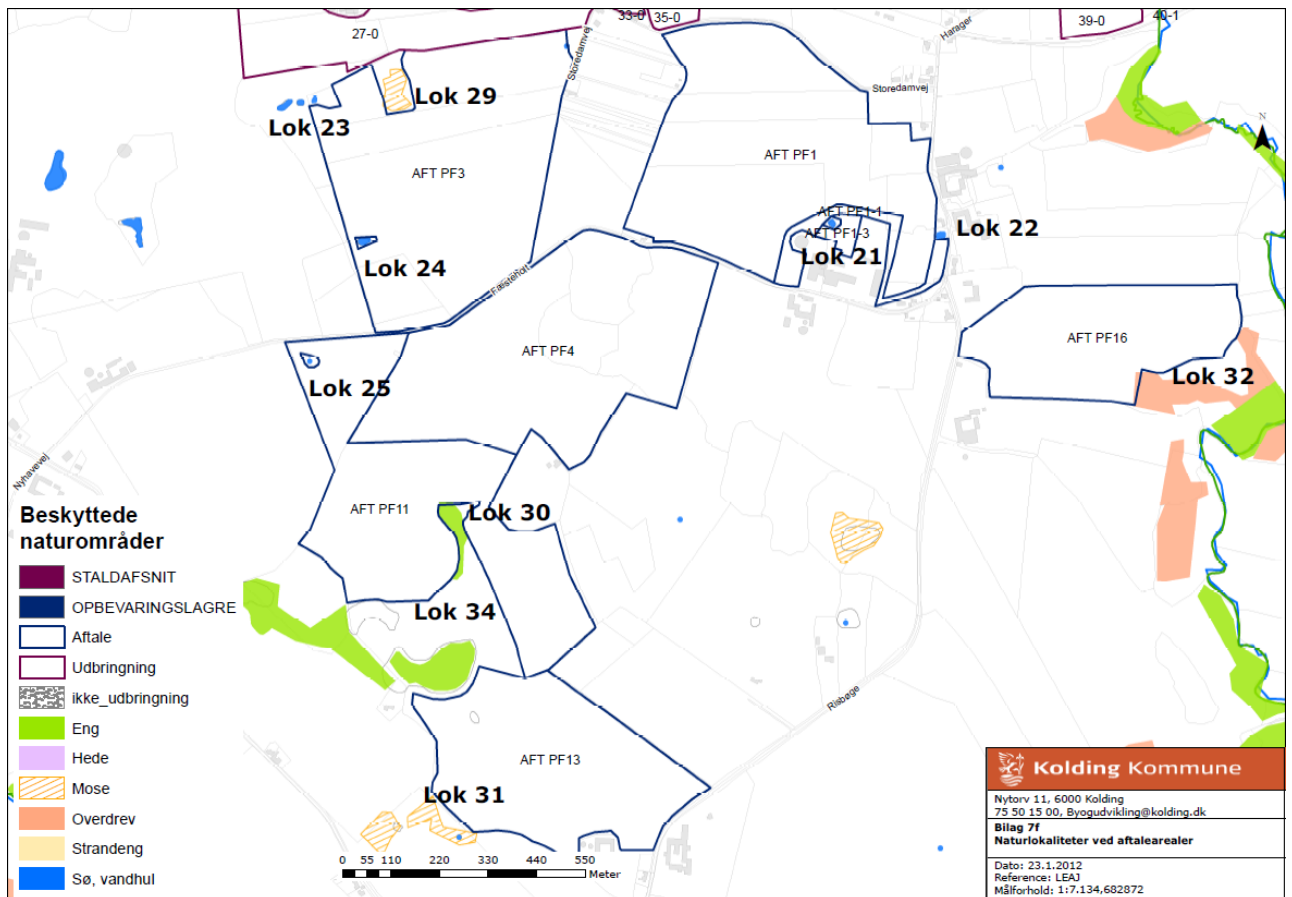 33-0
35-0
39-0
40-1
27-0
Harager
Storedamvej
Storedamvej
Lok 29
Lok 23
AFT PF3
AFT PF1
N
AFT PF1-1
AFT PF1-3
Lok 22
Lok 21
Lok 24
Fæstetoft
AFT PF16
AFT PF4
Lok 32
Lok 25
Nyhavevej
AFT PF11
Lok 30
Lok 34
Risbøge
AFT PF13
Lok 31
Beskyttede
naturområder
STALDAFSNIT
OPBEVARINGSLAGRE
Aftale
Udbringning
ikke_udbringning
Eng
Hede
Mose
Overdrev
Strandeng
Sø, vandhul
0 55 110 220 330 440 550
Meter
Kolding Kommune
Nytorv 11, 6000 Kolding
75 50 15 00, Byogudvikling@kolding.dk
Bilag 7f
Naturlokaliteter ved aftalearealer
Dato: 23.1.2012
Reference: LEAJ
Målforhold: 1:7.134,682872